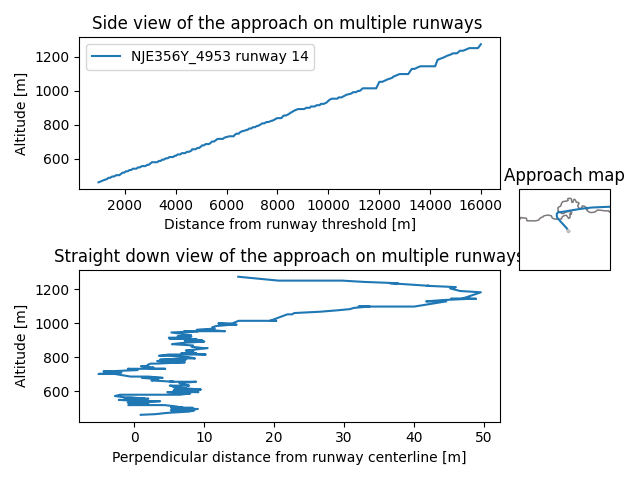 Side view of the approach on multiple runways
Altitude [m]
1200
1000
800
600
NJE356Y_4953 runway 14
2000 4000 6000 8000 10000 12000 14000 16000
Distance from runway threshold [m]
Approach map
Straight down view of the approach on multiple runways
Altitude [m]
1200
1000
800
600
0 10 20 30 40 50
Perpendicular distance from runway centerline [m]